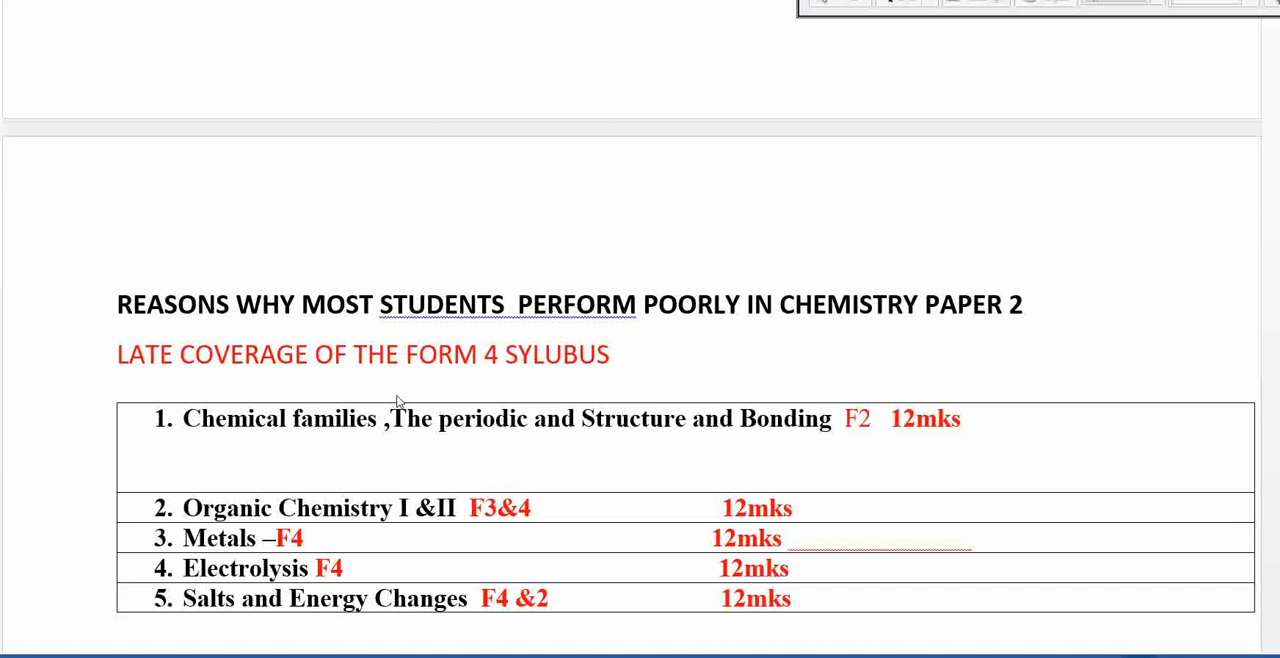 REASONS WHY MOST STUDENTS PERFORM POORLY IN CHEMISTRY PAPER 2
LATE COVERAGE OF THE FORM 4 SYLUBUS
1. Chemical families ,The periodic and Structure and Bonding F2 12mks
2. Organic Chemistry I &II F3&4 12mks
3. Metals –F4 12mks
4. Electrolysis F4 12mks
5. Salts and Energy Changes F4 &2 12mks